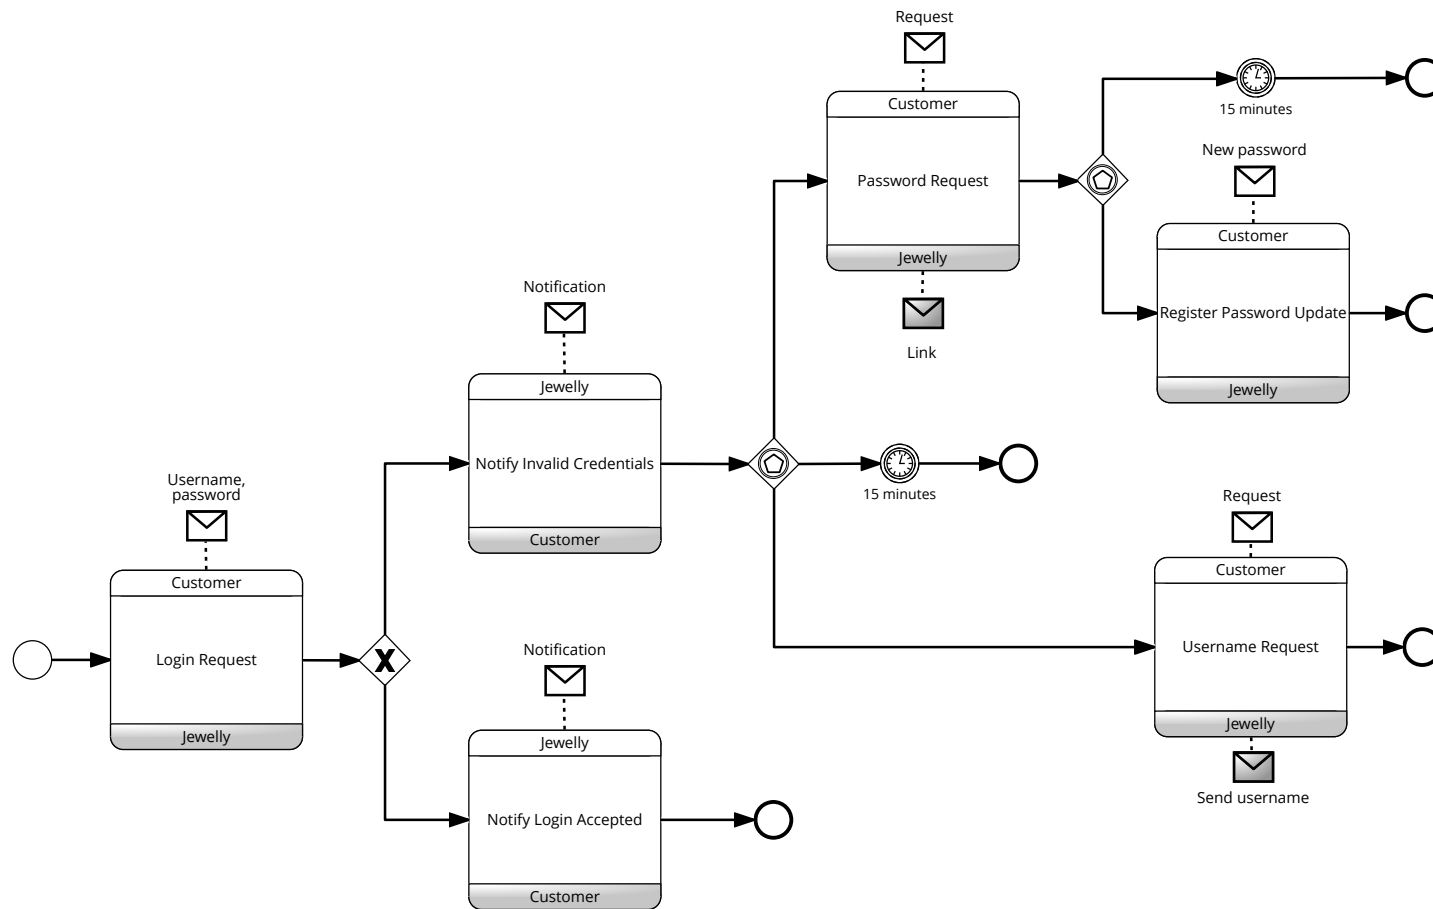 Request
Customer
Password Request
Jewelly
Link
15 minutes
New password
Customer
Register Password Update
Jewelly
Notification
Jewelly
Notify Invalid Credentials
Customer
15 minutes
Username,
password
Customer
Login Request
Jewelly
Request
Customer
Username Request
Jewelly
Send username
Notification
Jewelly
Notify Login Accepted
Customer